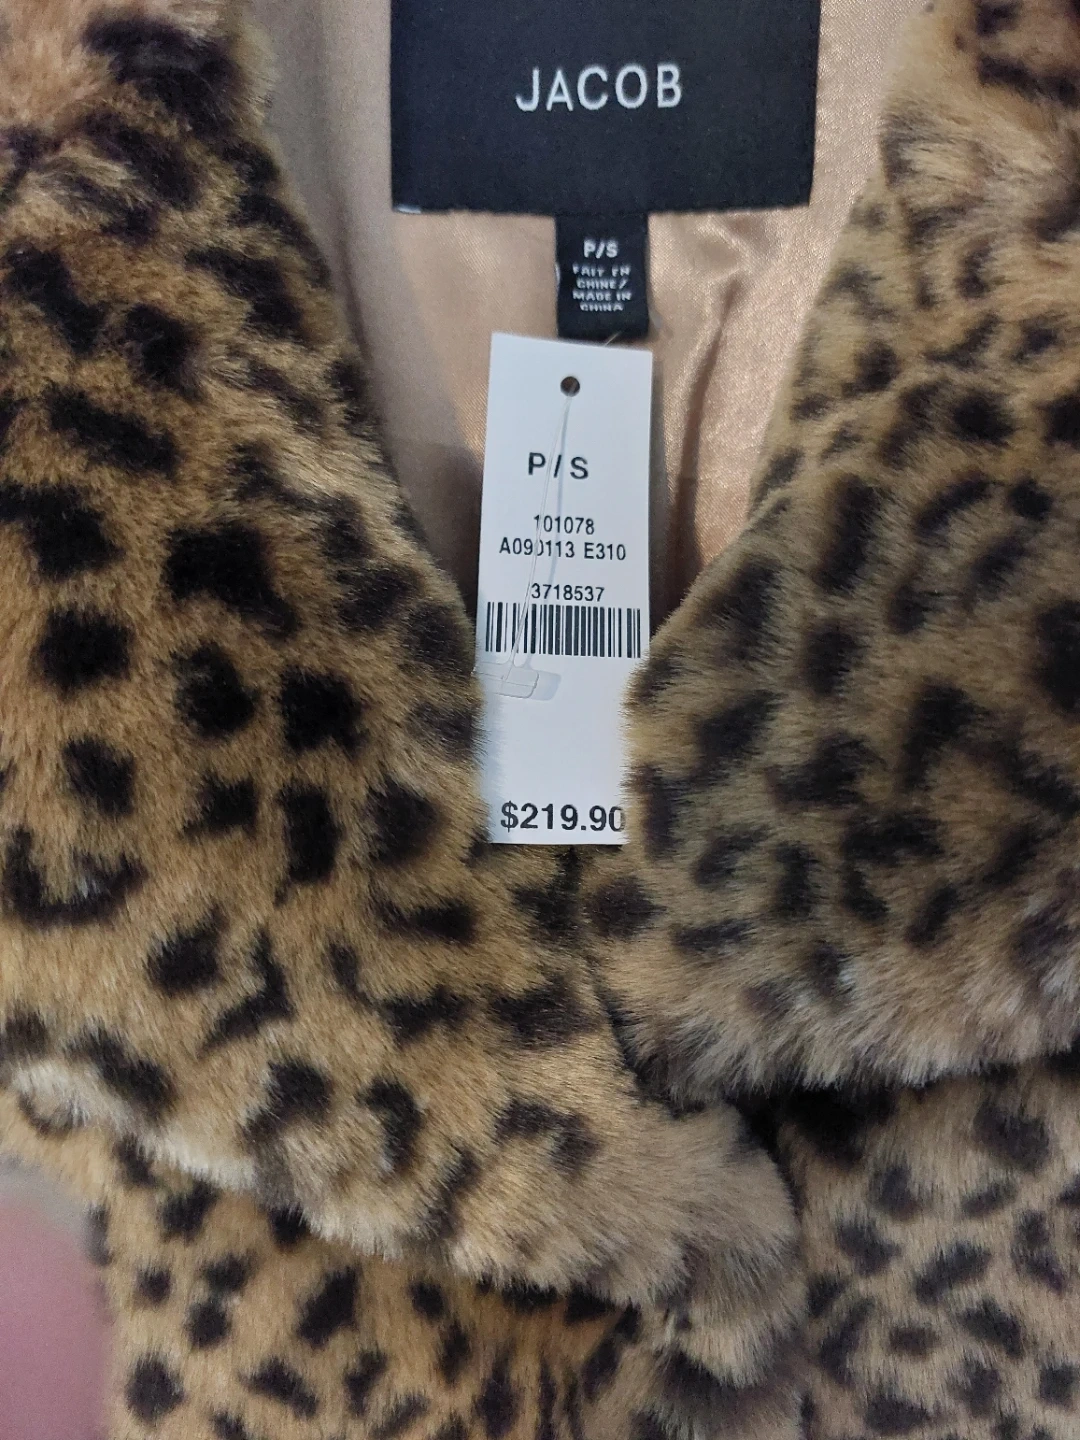 JACOB
P/S
FAIT EN
CHINE/
MADE IN
CHINA
P/S
101078
A090113 E310
3718537
$219.90